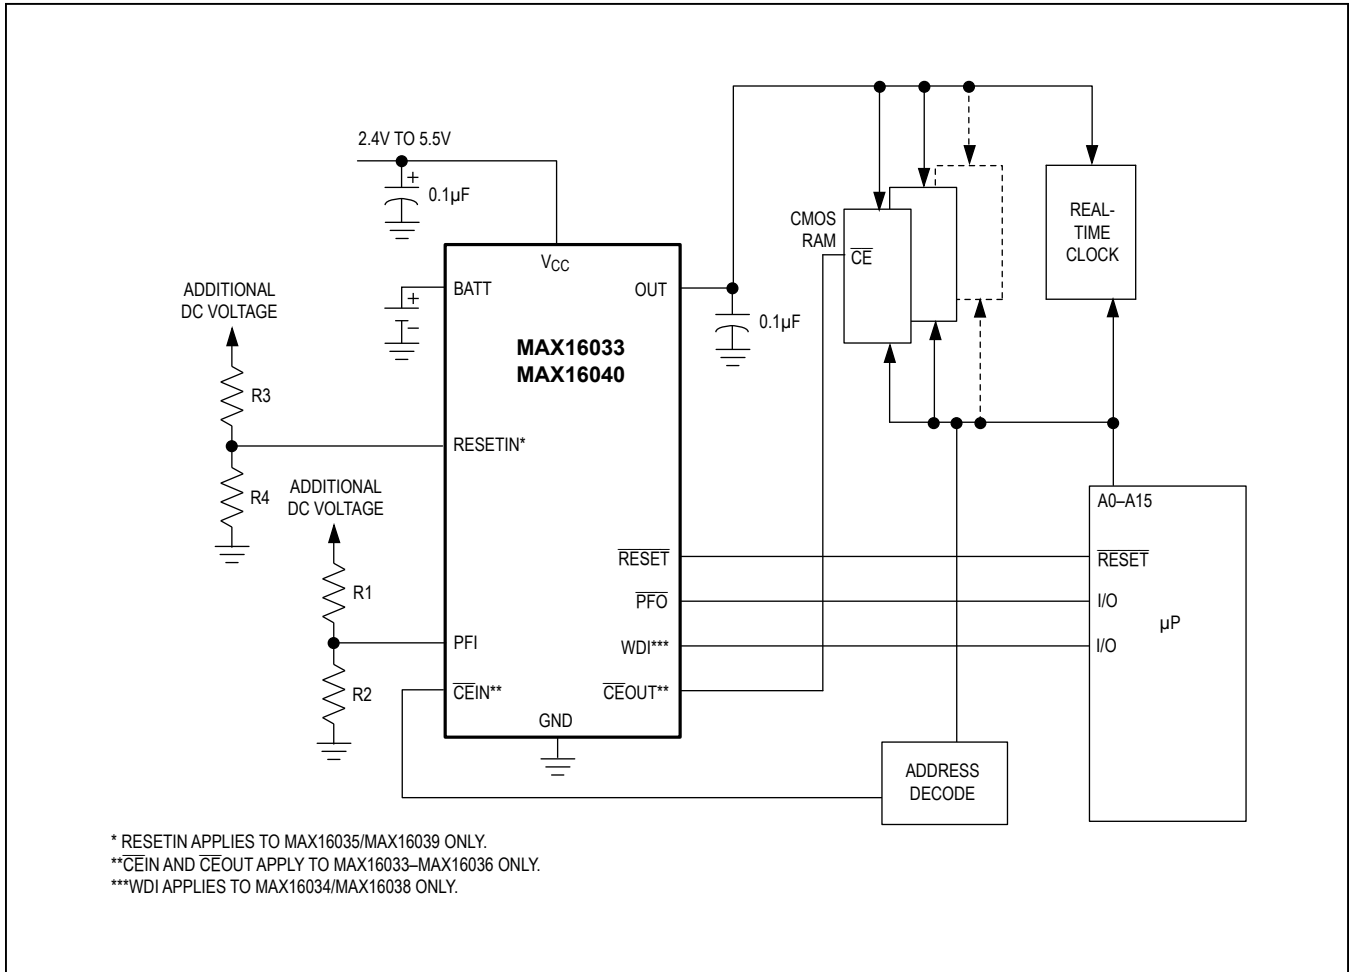 2.4V TO 5.5V
+
0.1µF
CMOS
RAM
CE
REAL-
TIME
CLOCK
VCC
BATT
+
−
OUT
0.1µF
ADDITIONAL
DC VOLTAGE
MAX16033
MAX16040
R3
RESETIN*
R4
ADDITIONAL
DC VOLTAGE
A0–A15
RESET
RESET
R1
PFO
I/O
µP
PFI
WDI***
I/O
R2
CEIN**
CEOUT**
GND
ADDRESS
DECODE
* RESETIN APPLIES TO MAX16035/MAX16039 ONLY.
**CEIN AND CEOUT APPLY TO MAX16033–MAX16036 ONLY.
***WDI APPLIES TO MAX16034/MAX16038 ONLY.